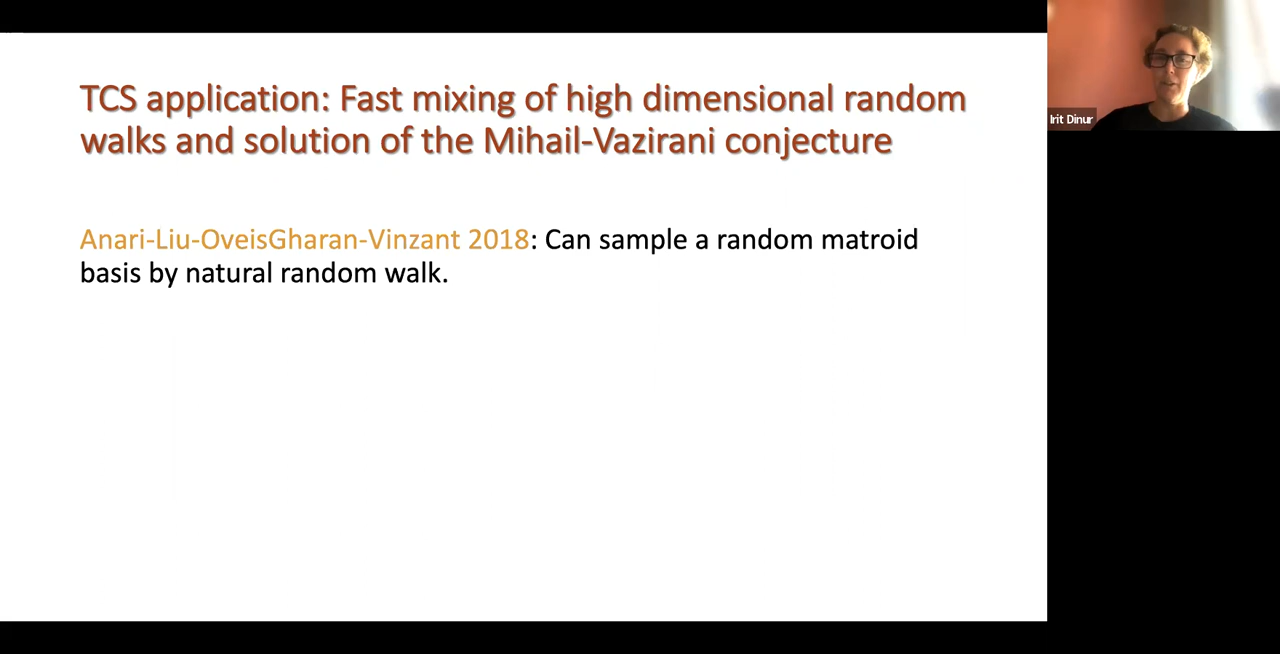 TCS application: Fast mixing of high dimensional random
walks and solution of the Mihail-Vazirani conjecture
Anari-Liu-OveisGharan-Vinzant 2018: Can sample a random matroid
basis by natural random walk.
Irit Dinur